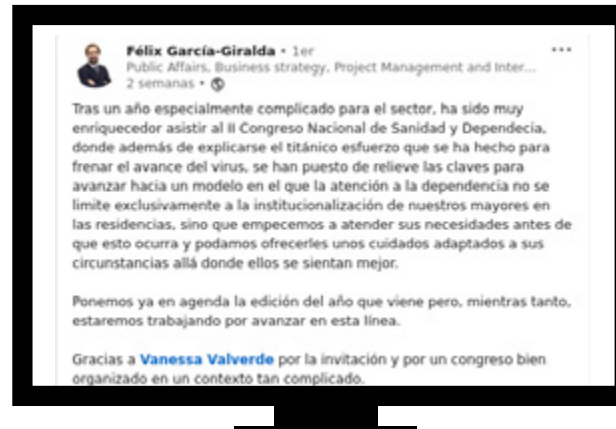 Félix García-Giralda • 1er
Public Affairs, Business strategy, Project Management and Inter...
2 semanas •
Tras un año especialmente complicado para el sector, ha sido muy
enriquecedor asistir al II Congreso Nacional de Sanidad y Dependecia,
donde además de explicarse el titánico esfuerzo que se ha hecho para
frenar el avance del virus, se han puesto de relieve las claves para
avanzar hacia un modelo en el que la atención a la dependencia no se
limite exclusivamente a la institucionalización de nuestros mayores en
las residencias, sino que empecemos a atender sus necesidades antes de
que esto ocurra y podamos ofrecerles unos cuidados adaptados a sus
circunstancias allá donde ellos se sientan mejor.
Ponemos ya en agenda la edición del año que viene pero, mientras tanto,
estaremos trabajando por avanzar en esta línea.
Gracias a Vanessa Valverde por la invitación y por un congreso bien
organizado en un contexto tan complicado.